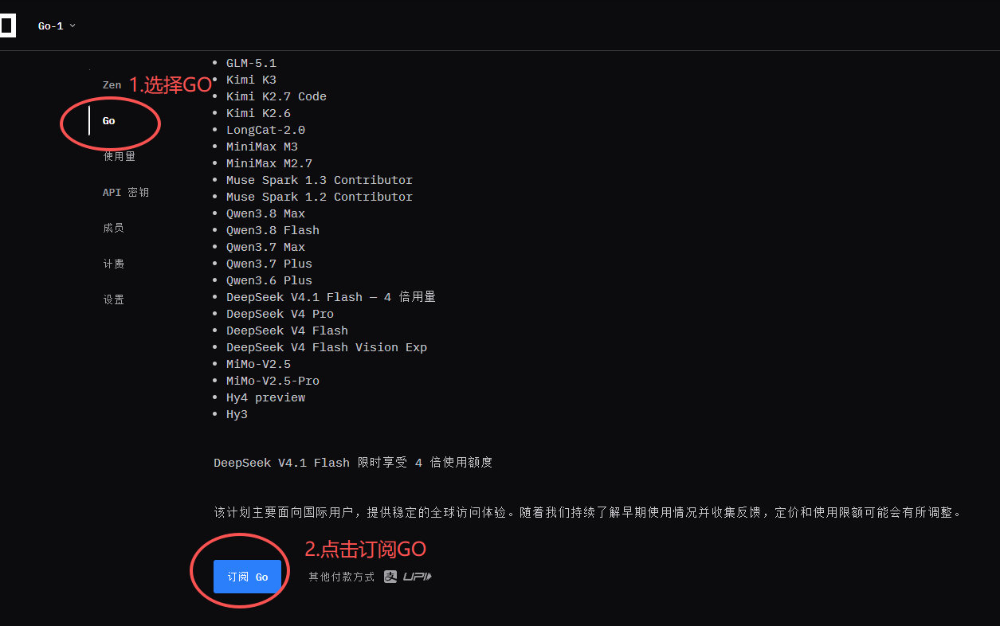 Go-1
Zen
1.选择GO
Go
使用量
API 密钥
成员
计费
设置
GLM-5.1
Kimi K3
Kimi K2.7 Code
Kimi K2.6
LongCat-2.0
MiniMax M3
MiniMax M2.7
Muse Spark 1.3 Contributor
Muse Spark 1.2 Contributor
Qwen3.8 Max
Qwen3.8 Flash
Qwen3.7 Max
Qwen3.7 Plus
Qwen3.6 Plus
DeepSeek V4.1 Flash — 4 倍用量
DeepSeek V4 Pro
DeepSeek V4 Flash
DeepSeek V4 Flash Vision Exp
MiMo-V2.5
MiMo-V2.5-Pro
Hy4 preview
Hy3
DeepSeek V4.1 Flash 限时享受 4 倍使用额度
该计划主要面向国际用户，提供稳定的全球访问体验。随着我们持续了解早期使用情况并收集反馈，定价和使用限额可能会有所调整。
2.点击订阅GO
订阅 Go
其他付款方式 支 UPI